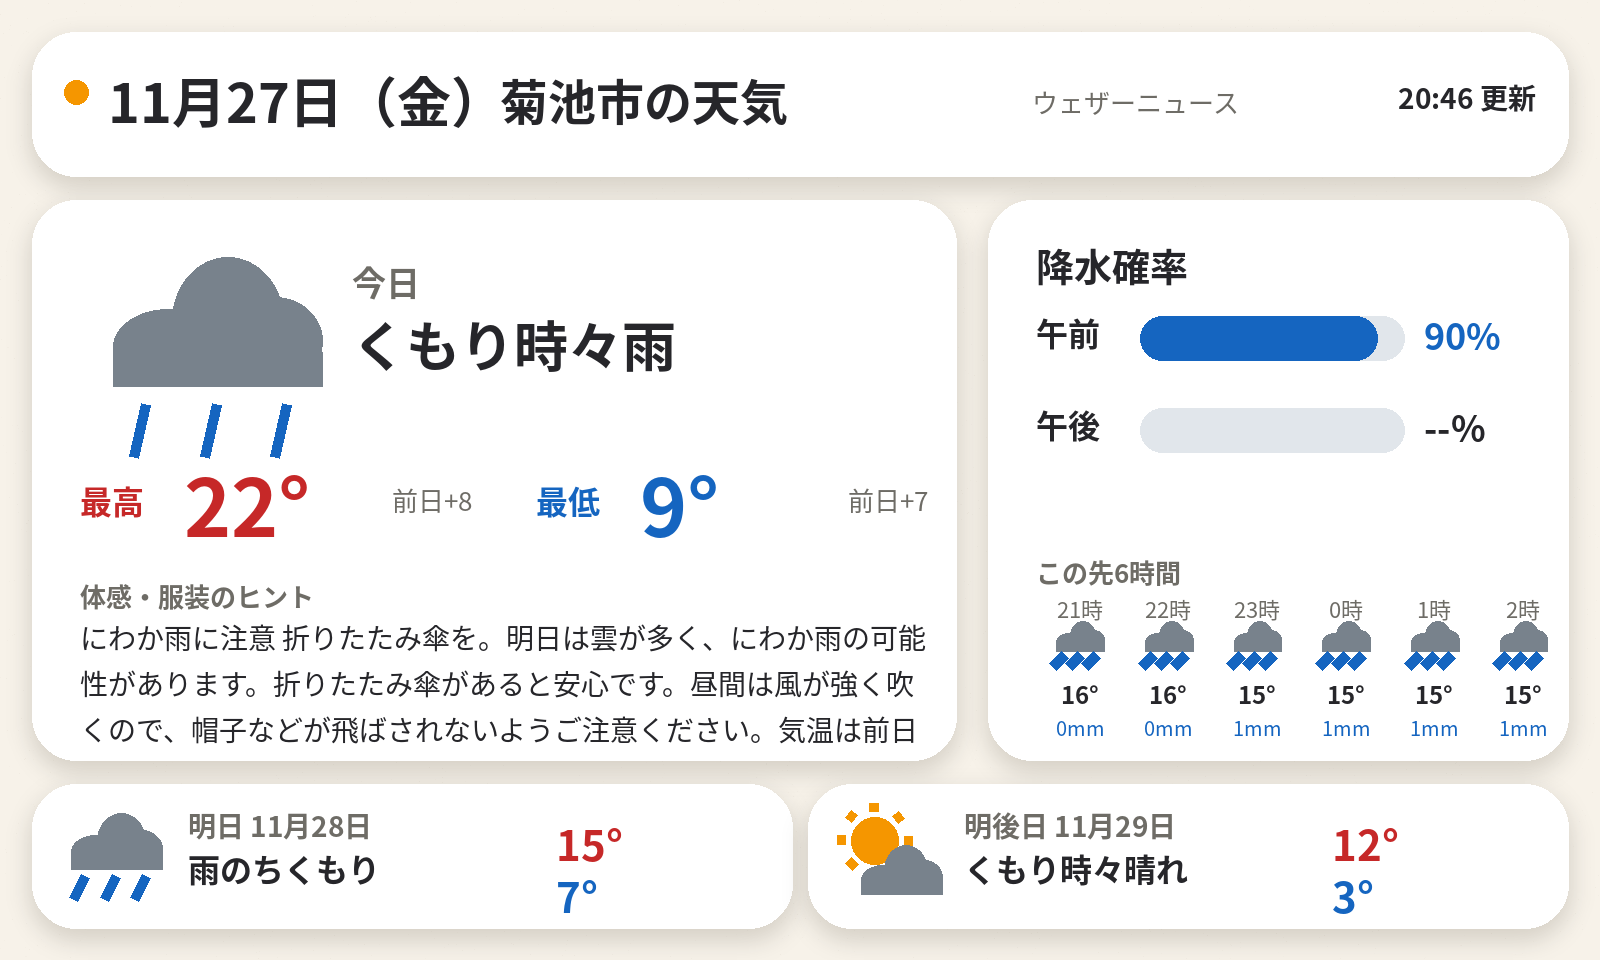 11月27日（金）菊池市の天気
ウェザーニュース
20:46 更新
今日
くもり時々雨
最高 22° 前日+8 最低 9° 前日+7
体感・服装のヒント
にわか雨に注意 折りたたみ傘を。明日は雲が多く、にわか雨の可能
性があります。折りたたみ傘があると安心です。昼間は風が強く吹
くので、帽子などが飛ばされないようご注意ください。気温は前日
降水確率
午前 90%
午後 --%
この先6時間
21時 22時 23時 0時 1時 2時
16° 16° 15° 15° 15° 15°
0mm 0mm 1mm 1mm 1mm 1mm
明日 11月28日
雨のちくもり
15°
7°
明後日 11月29日
くもり時々晴れ
12°
3°